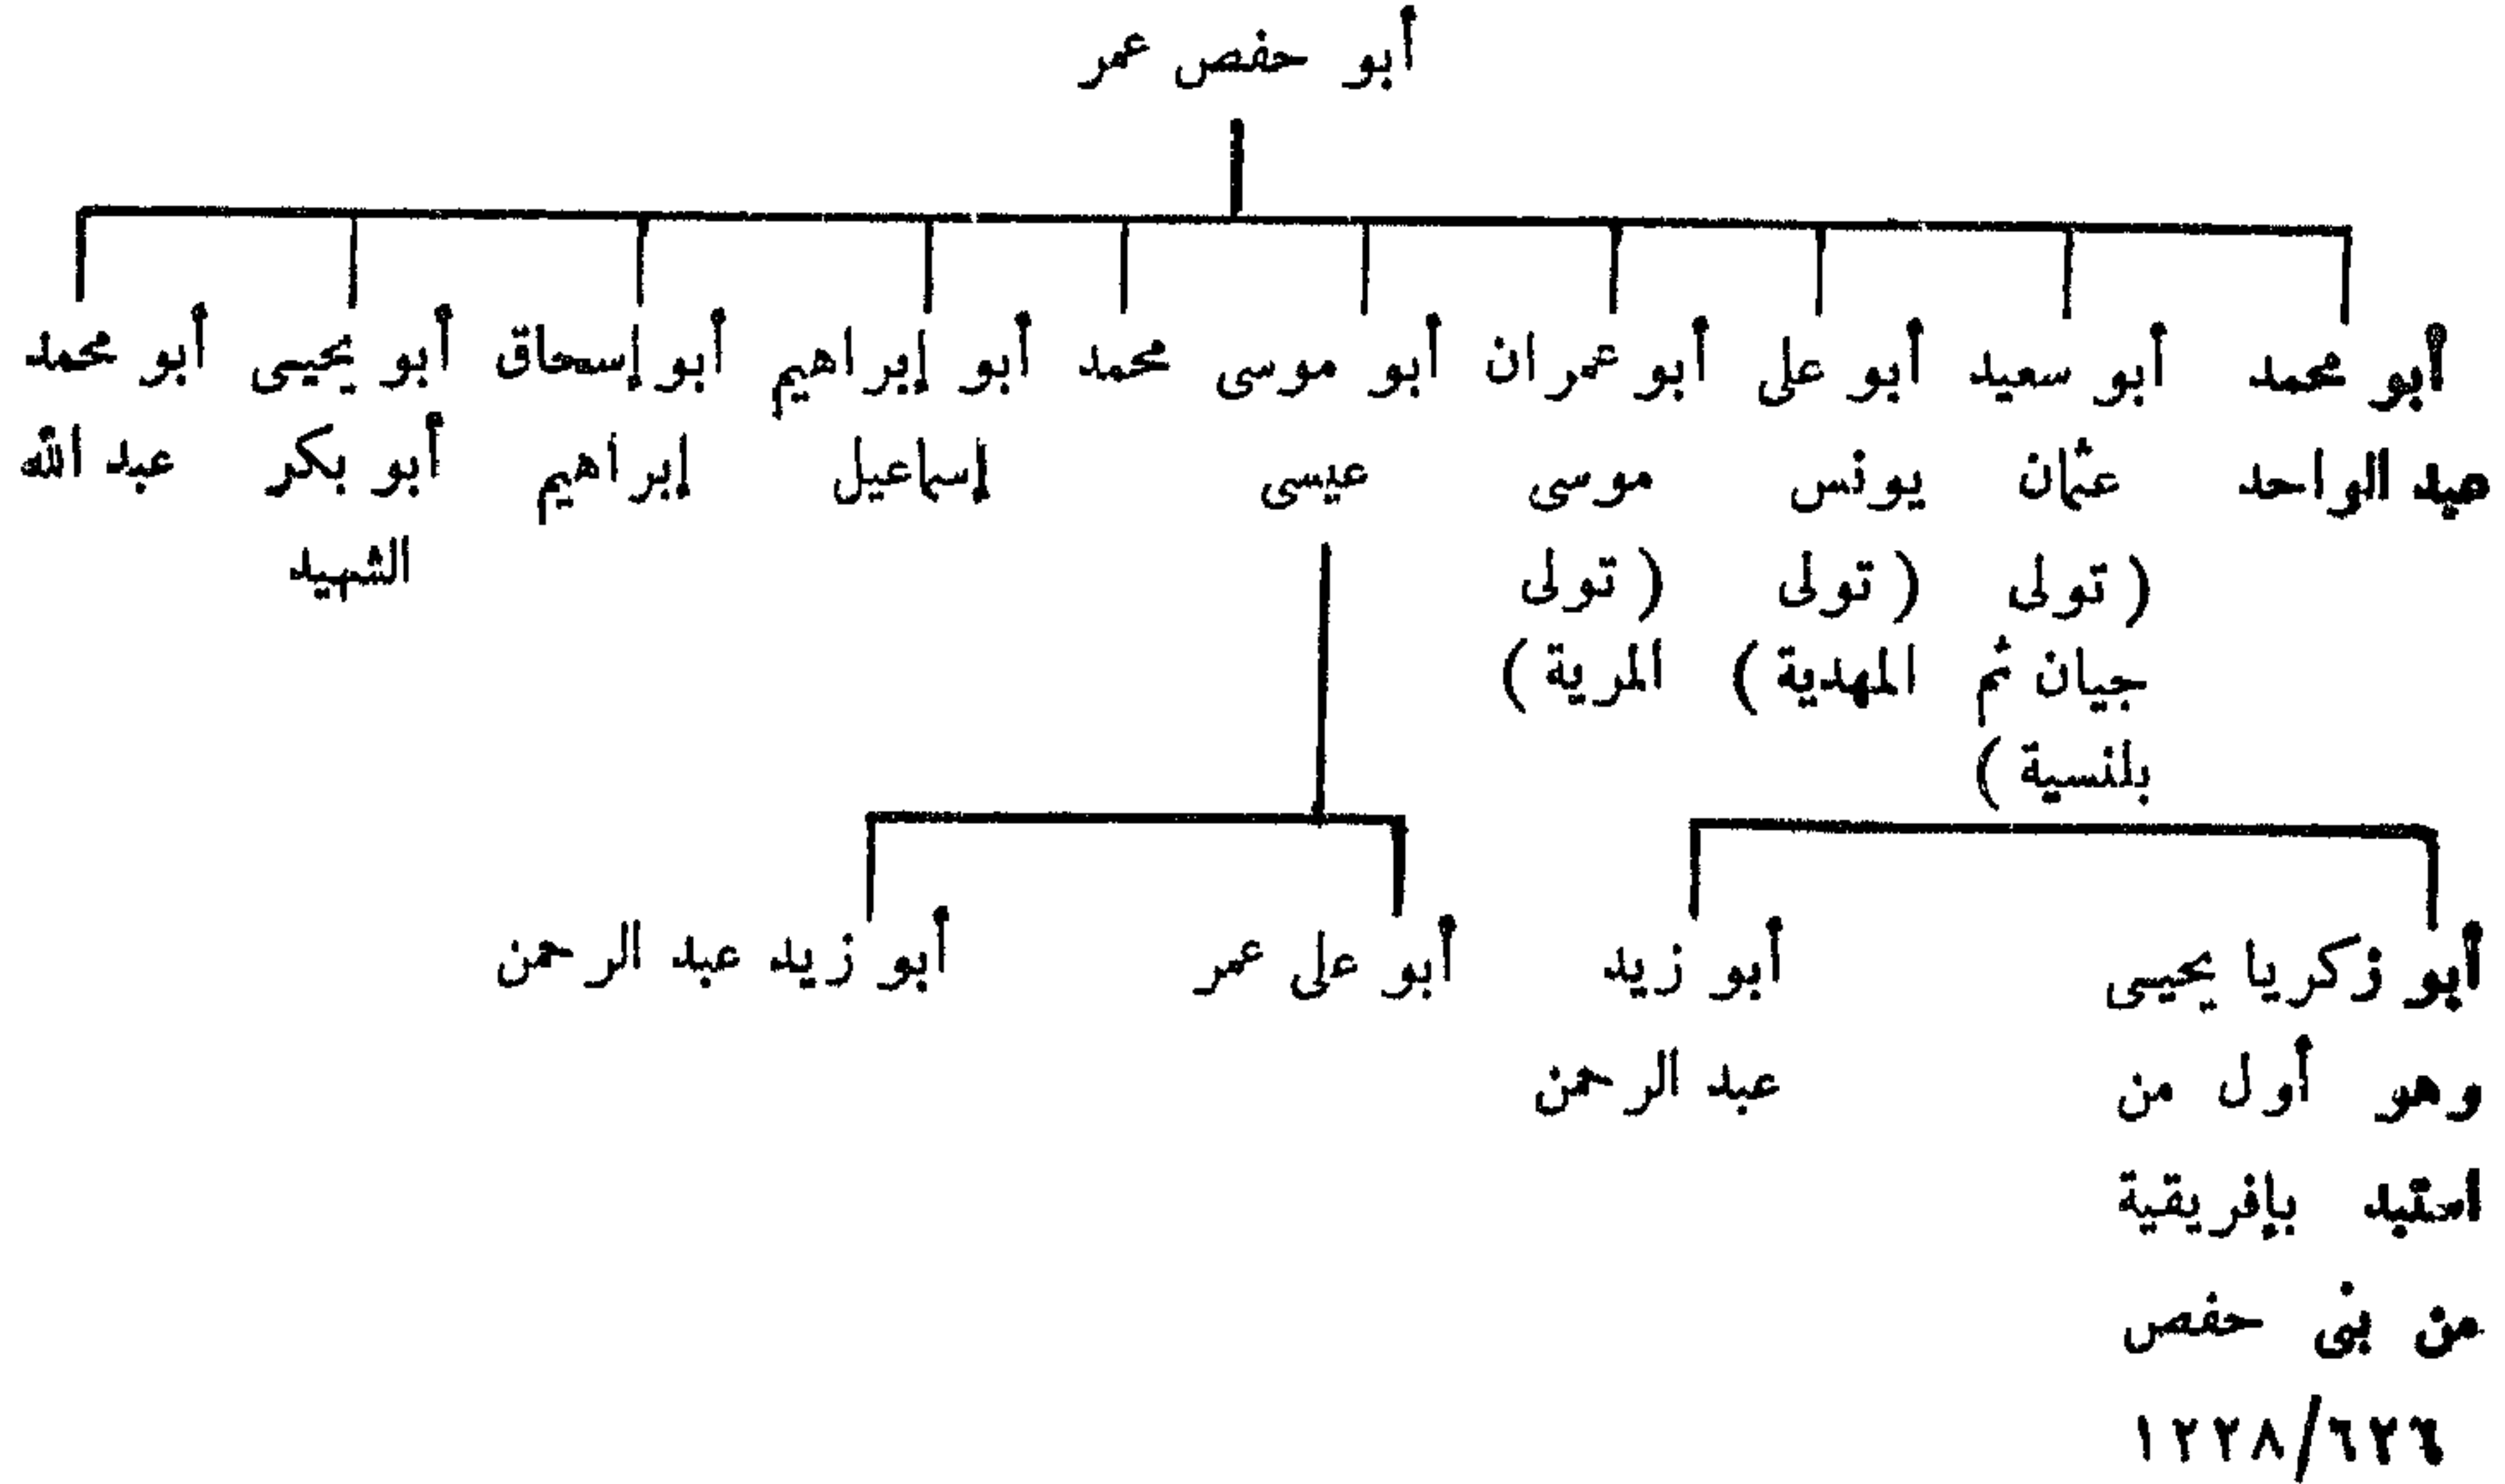 أبو حفص عمر
أبو محمد أبو سعيد أبو على أبو عمران أبو موسى محمد أبو إبراهيم أبو إسحاق أبو يحيى أبو محمد
عبد الواحد عثمان يونس موسى عيسى إسماعيل إبراهيم أبو بكر عبد الله
(تولى (تولى (تولى الشهيد
جيان ثم المهدية) المرية)
بلنسية)
أبو زكريا يحيى أبو زيد أبو على عمر أبو زيد عبد الرحمن
وهو أول من عبد الرحمن
استبد بإفريقية
من بنى حفص
٦٢٦/١٢٢٨